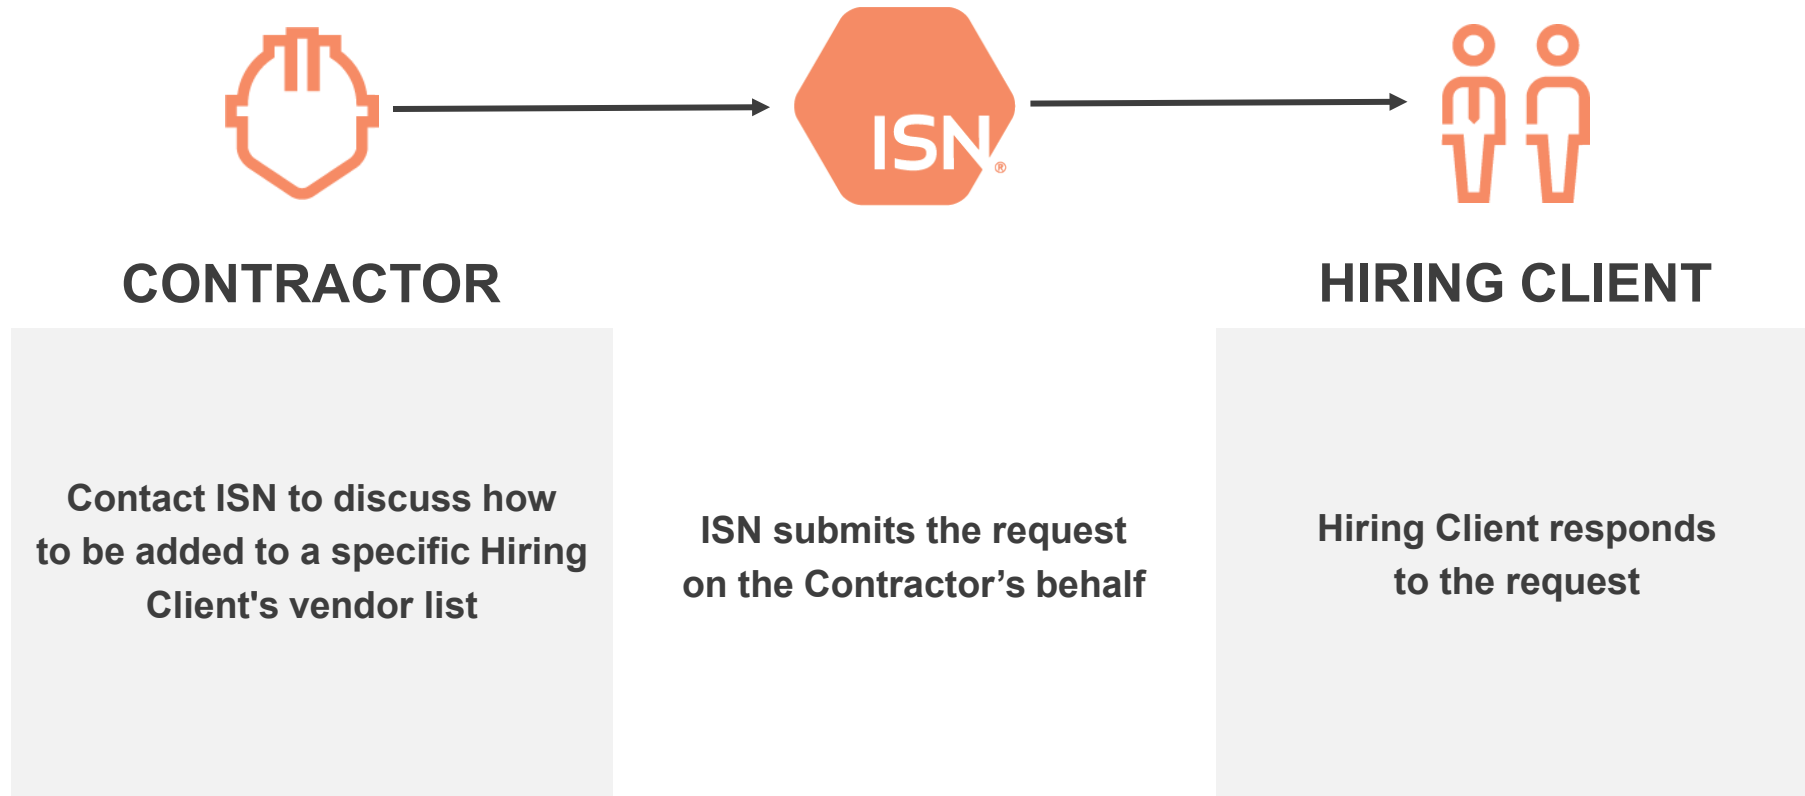 ISN®
CONTRACTOR
HIRING CLIENT
Contact ISN to discuss how
to be added to a specific Hiring
Client's vendor list
ISN submits the request
on the Contractor’s behalf
Hiring Client responds
to the request